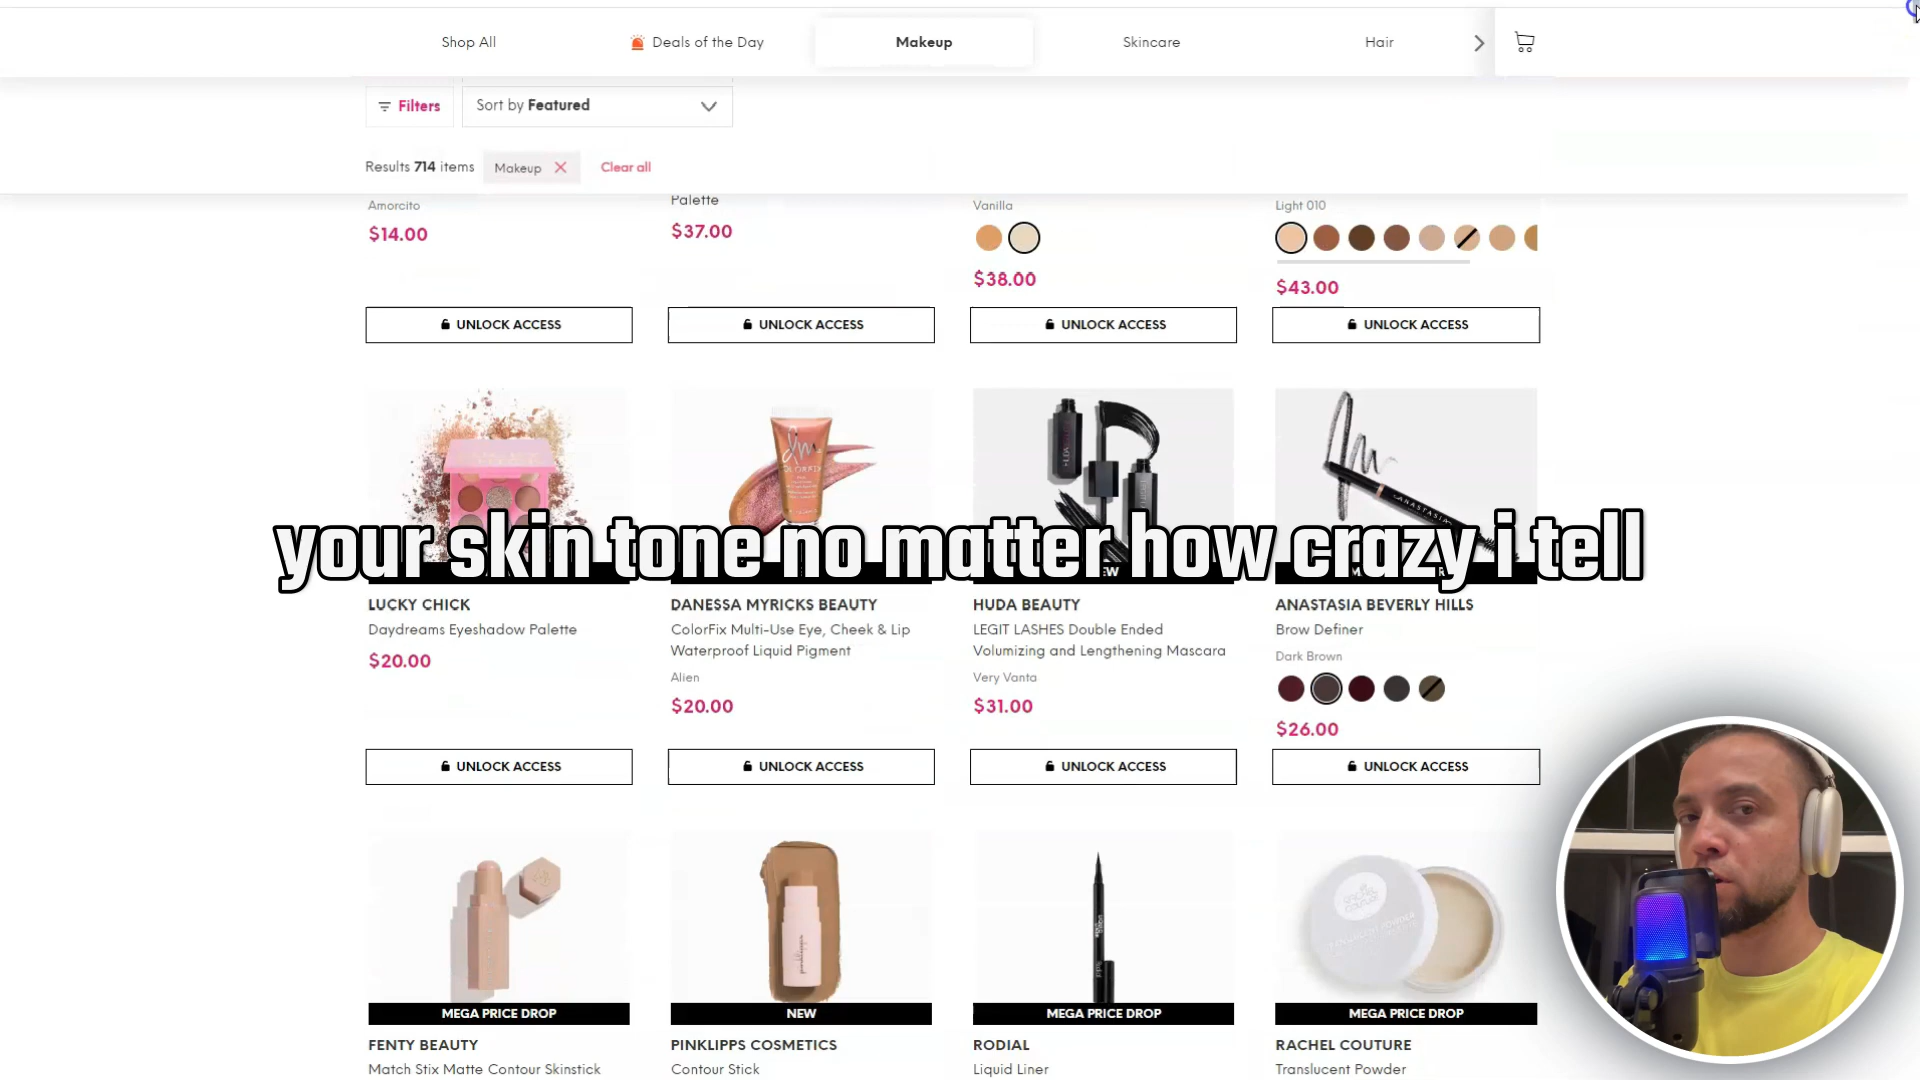 Shop All
Deals of the Day
Makeup
Skincare
Hair
Filters
Sort by Featured
Results 714 items
Makeup
Clear all
Amorcito
$14.00
UNLOCK ACCESS
Palette
$37.00
UNLOCK ACCESS
Vanilla
$38.00
UNLOCK ACCESS
Light 010
$43.00
UNLOCK ACCESS
your skin tone no matter how crazy i tell
LUCKY CHICK
Daydreams Eyeshadow Palette
$20.00
UNLOCK ACCESS
DANESSA MYRICKS BEAUTY
ColorFix Multi-Use Eye, Cheek & Lip
Waterproof Liquid Pigment
Alien
$20.00
UNLOCK ACCESS
HUDA BEAUTY
LEGIT LASHES Double Ended
Volumizing and Lengthening Mascara
Very Vanta
$31.00
UNLOCK ACCESS
ANASTASIA BEVERLY HILLS
Brow Definer
Dark Brown
$26.00
UNLOCK ACCESS
MEGA PRICE DROP
FENTY BEAUTY
Match Stix Matte Contour Skinstick
NEW
PINKLIPPS COSMETICS
Contour Stick
MEGA PRICE DROP
RODIAL
Liquid Liner
MEGA PRICE DROP
RACHEL COUTURE
Translucent Powder